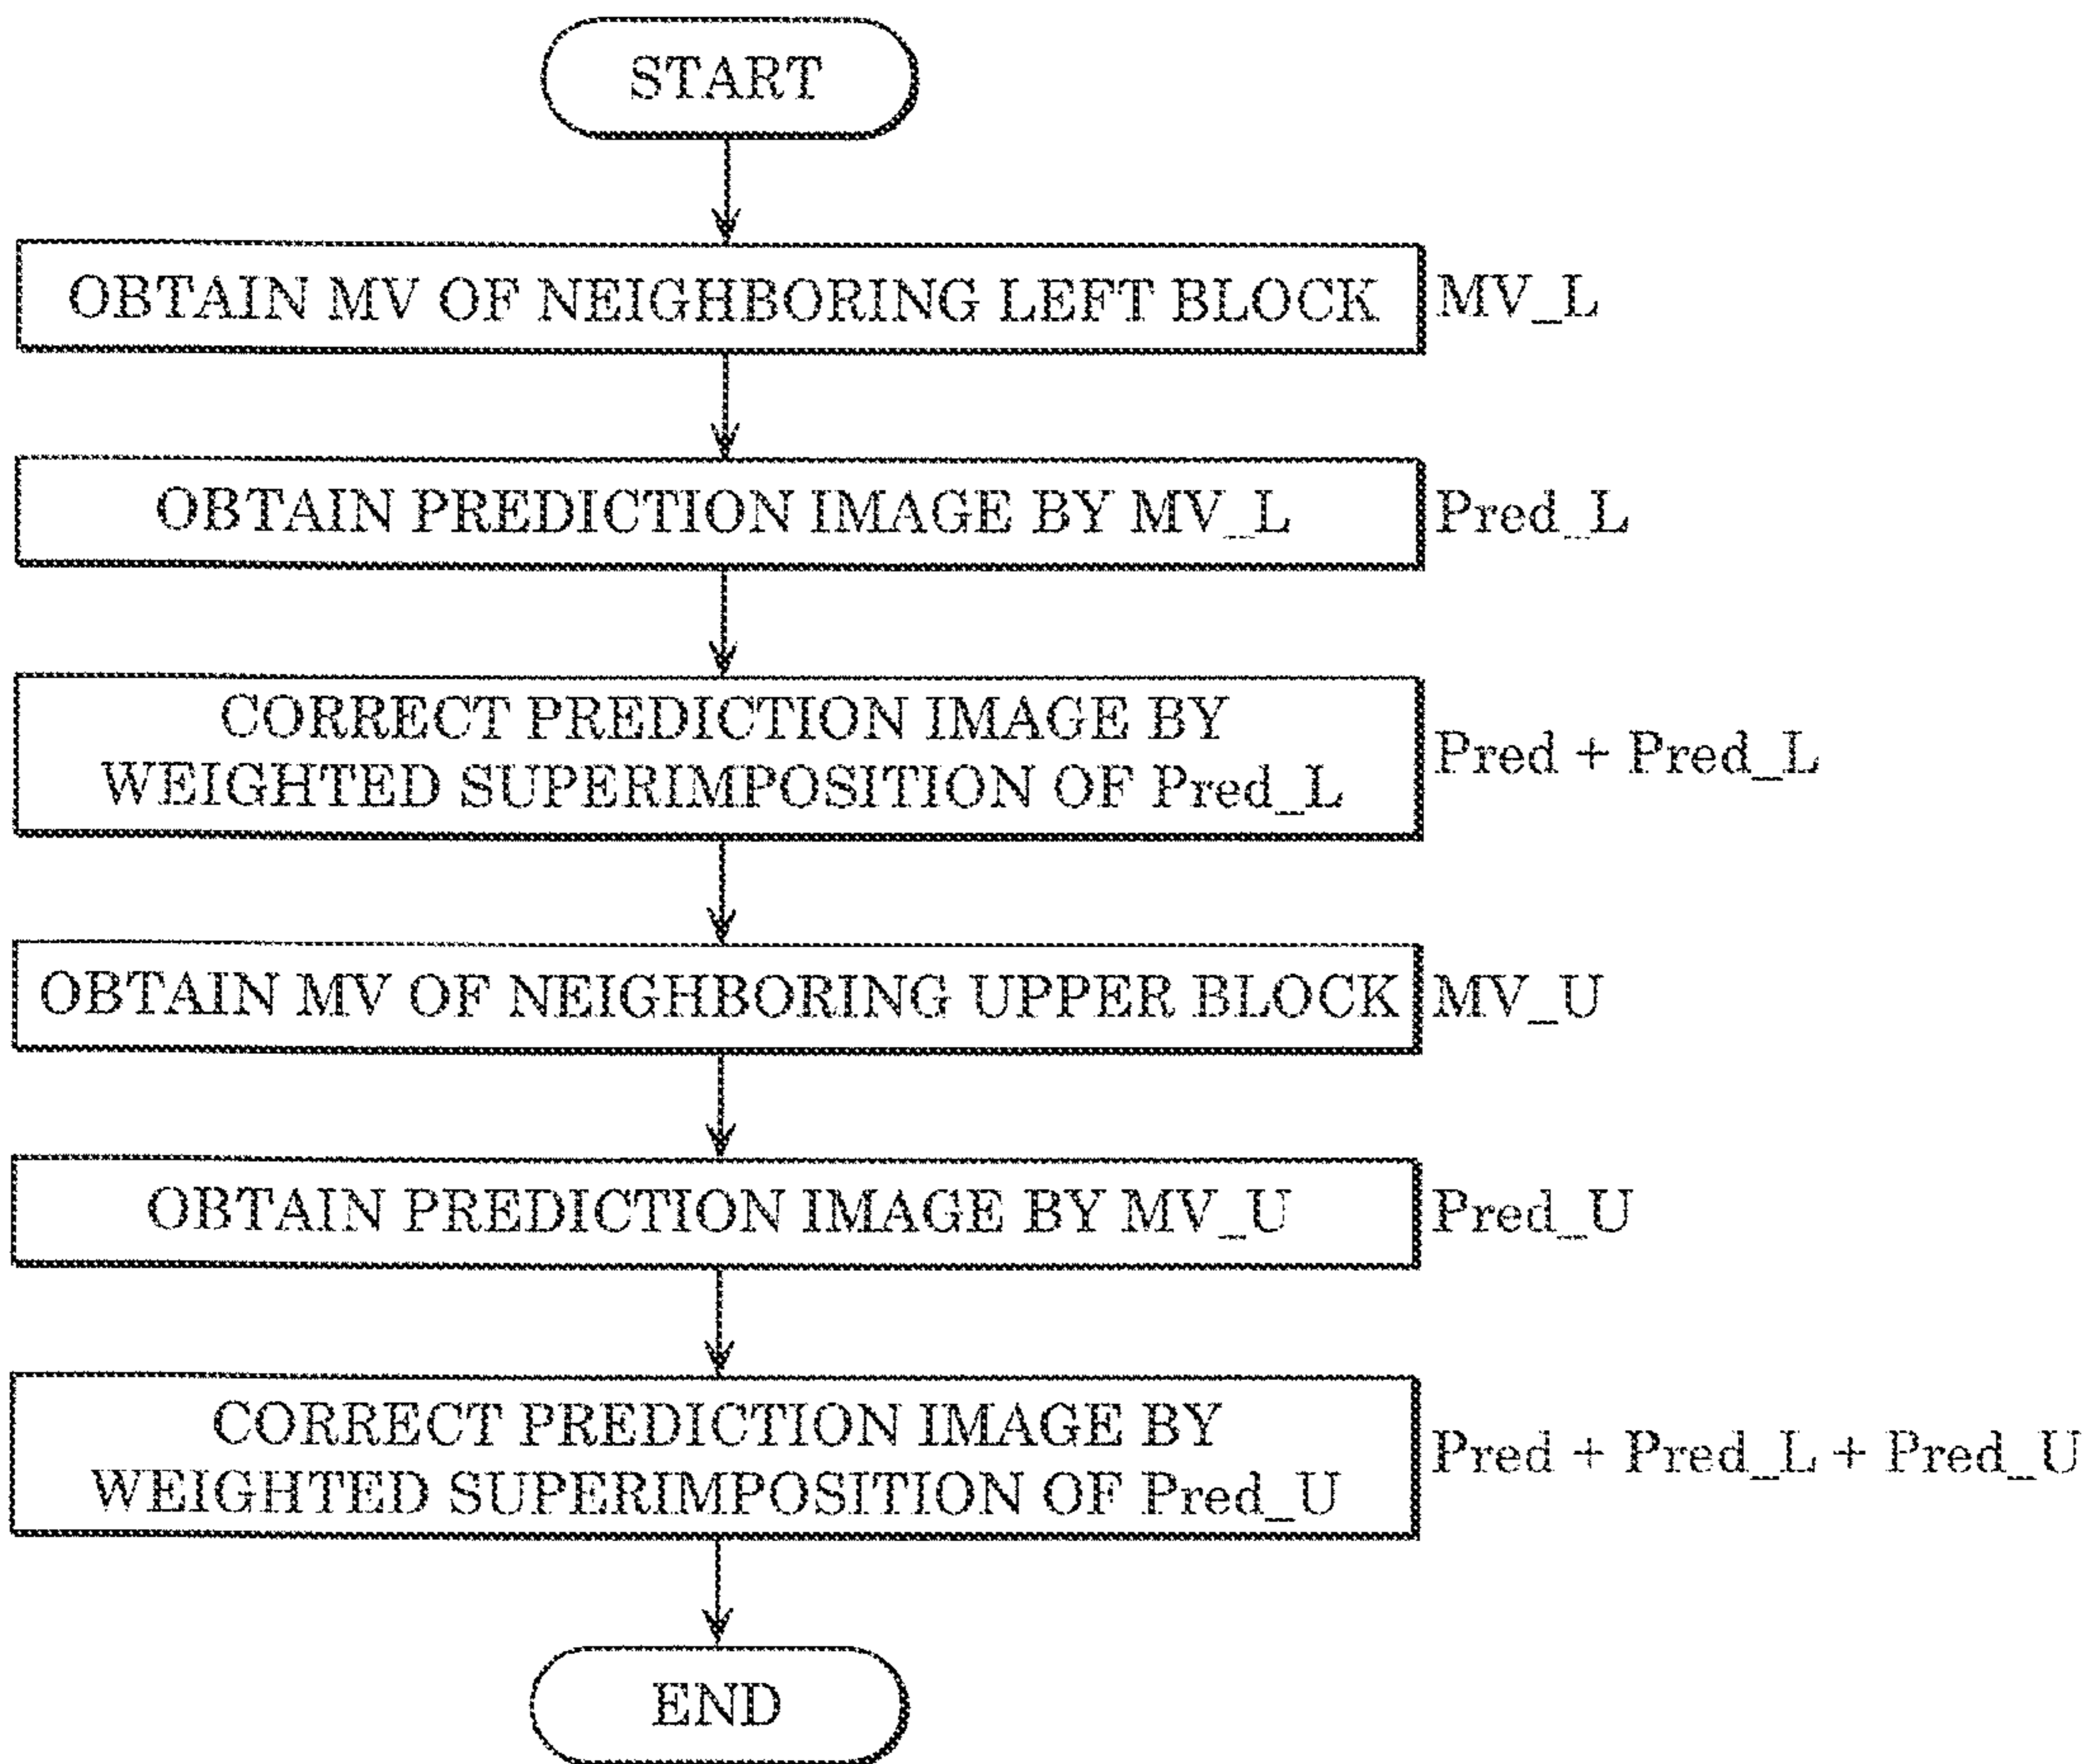 START
OBTAIN MV OF NEIGHBORING LEFT BLOCK
MV_L
OBTAIN PREDICTION IMAGE BY MV_L
Pred_L
CORRECT PREDICTION IMAGE BY
WEIGHTED SUPERIMPOSITION OF Pred_L
Pred + Pred_L
OBTAIN MV OF NEIGHBORING UPPER BLOCK
MV_U
OBTAIN PREDICTION IMAGE BY MV_U
Pred_U
CORRECT PREDICTION IMAGE BY
WEIGHTED SUPERIMPOSITION OF Pred_U
Pred + Pred_L + Pred_U
END